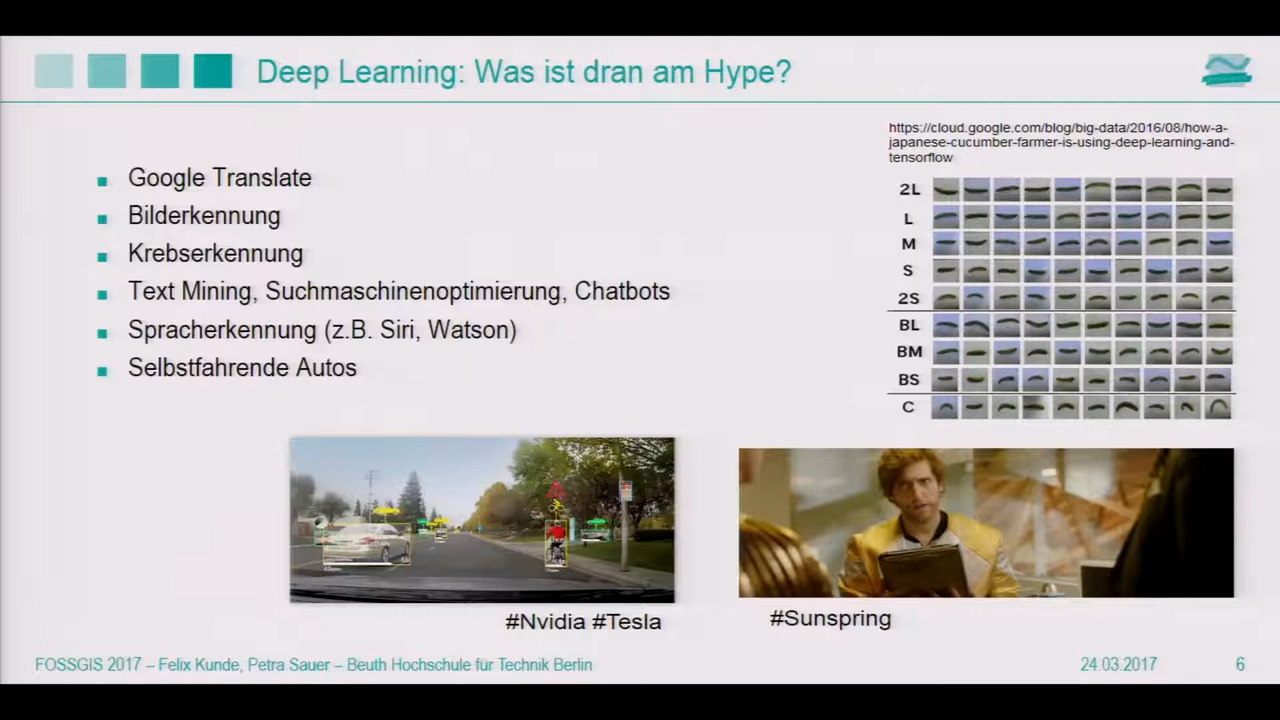 Deep Learning: Was ist dran am Hype?
https://cloud.google.com/blog/big-data/2016/08/how-a-
japanese-cucumber-farmer-is-using-deep-learning-and-
tensorflow
Google Translate
Bilderkennung
Krebserkennung
Text Mining, Suchmaschinenoptimierung, Chatbots
Spracherkennung (z.B. Siri, Watson)
Selbstfahrende Autos
2L
L
M
S
2S
BL
BM
BS
C
#Nvidia #Tesla
#Sunspring
FOSSGIS 2017 – Felix Kunde, Petra Sauer – Beuth Hochschule für Technik Berlin
24.03.2017
6